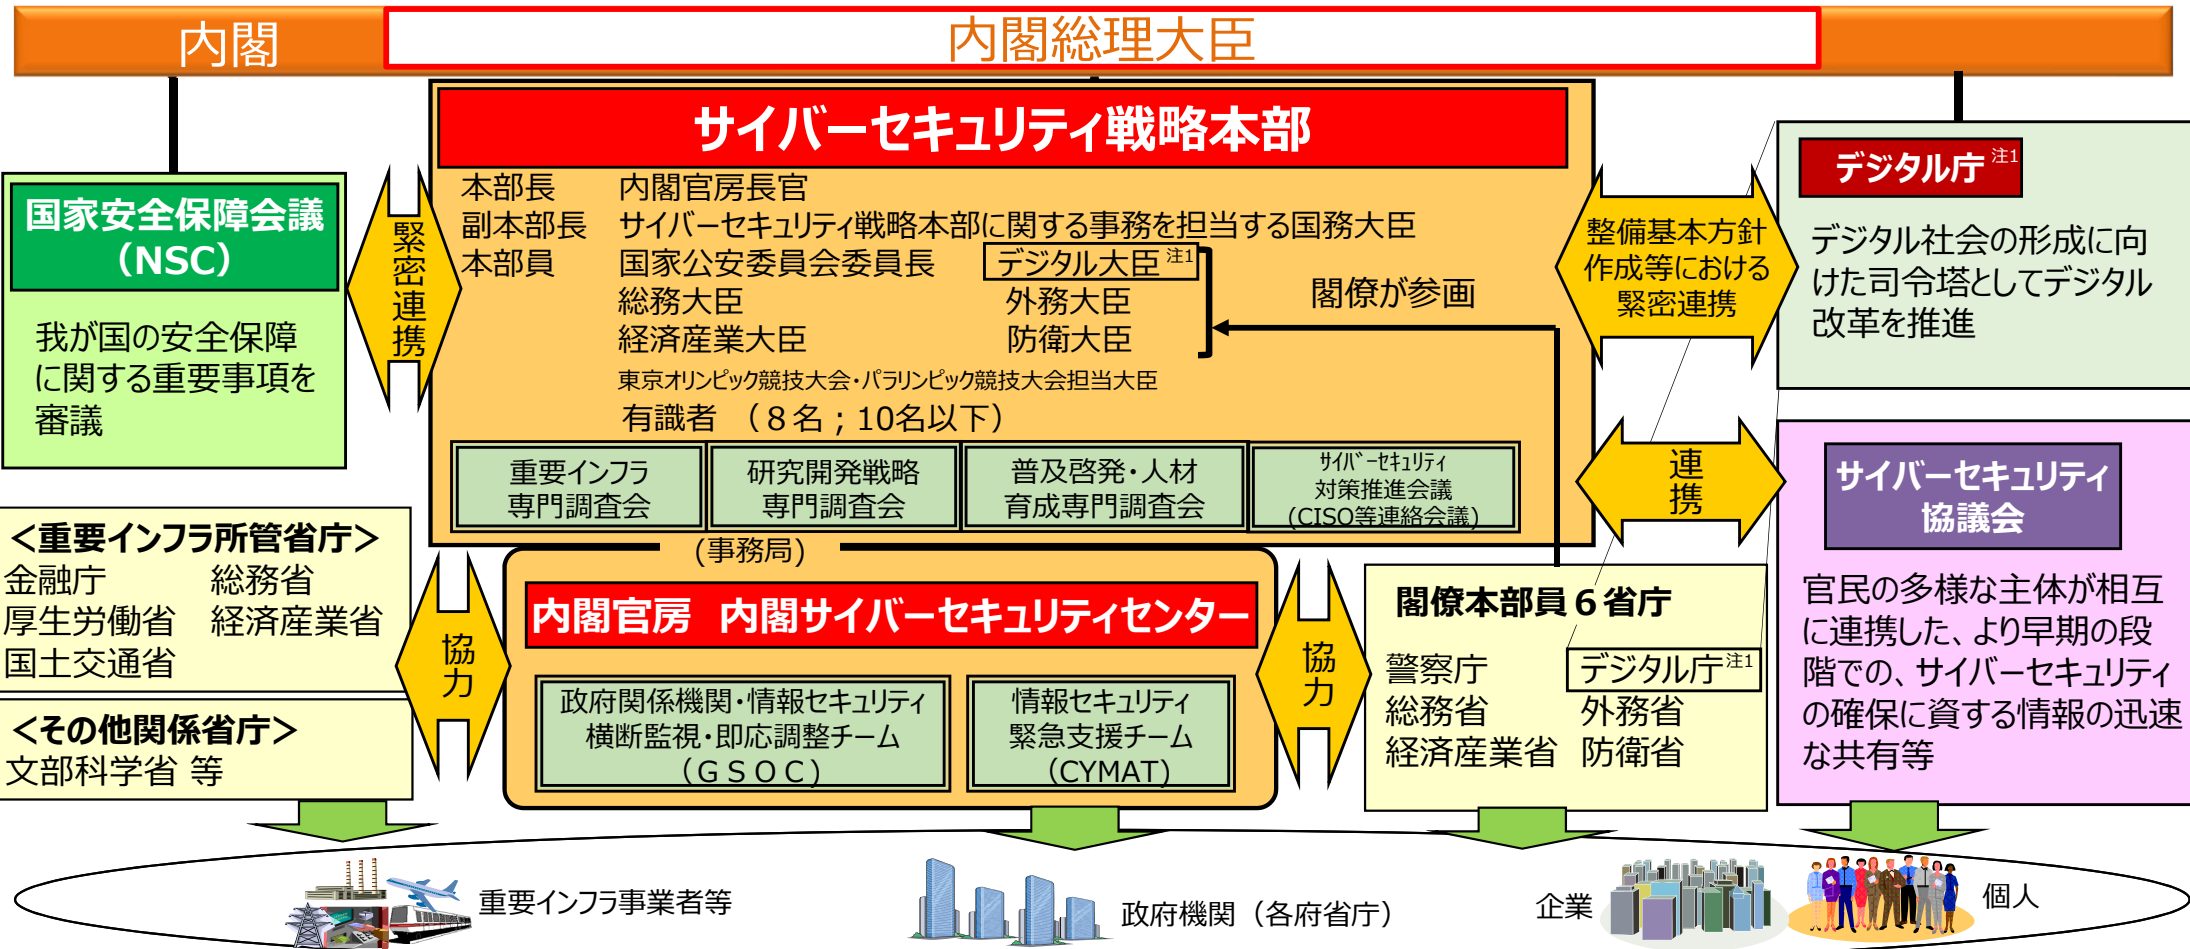 内閣
内閣総理大臣
サイバーセキュリティ戦略本部
本部長 内閣官房長官
副本部長 サイバーセキュリティ戦略本部に関する事務を担当する国務大臣
本部員 国家公安委員会委員長 デジタル大臣 注1
総務大臣 外務大臣
経済産業大臣 防衛大臣
東京オリンピック競技大会・パラリンピック競技大会担当大臣
有識者 （８名；10名以下）
閣僚が参画
重要インフラ
専門調査会
研究開発戦略
専門調査会
普及啓発・人材
育成専門調査会
ｻｲﾊﾞｰｾｷｭﾘﾃｨ
対策推進会議
(CISO等連絡会議)
国家安全保障会議
（NSC）
我が国の安全保障
に関する重要事項を
審議
緊密連携
整備基本方針
作成等における
緊密連携
デジタル庁 注1
デジタル社会の形成に向
けた司令塔としてデジタル
改革を推進
連携
サイバーセキュリティ
協議会
官民の多様な主体が相互
に連携した、より早期の段
階での、サイバーセキュリティ
の確保に資する情報の迅速
な共有等
＜重要インフラ所管省庁＞
金融庁 総務省
厚生労働省 経済産業省
国土交通省
＜その他関係省庁＞
文部科学省 等
協力
(事務局)
内閣官房 内閣サイバーセキュリティセンター
政府関係機関・情報セキュリティ
横断監視・即応調整チーム
（ＧＳＯＣ）
情報セキュリティ
緊急支援チーム
（CYMAT)
協力
閣僚本部員６省庁
警察庁 デジタル庁注1
総務省 外務省
経済産業省 防衛省
重要インフラ事業者等
政府機関（各府省庁）
企業
個人